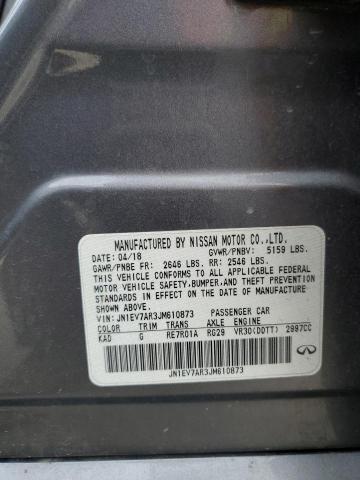 MANUFACTURED BY NISSAN MOTOR CO.,LTD.
DATE: 04/18 GVWR/PNBV: 5159 LBS.
GAWR/PNBE FR: 2646 LBS. RR: 2546 LBS.
THIS VEHICLE CONFORMS TO ALL APPLICABLE FEDERAL
MOTOR VEHICLE SAFETY,BUMPER,AND THEFT PREVENTION
STANDARDS IN EFFECT ON THE DATE OF MANUFACTURE
SHOWN ABOVE.
VIN: JN1EV7AR3JM610873 PASSENGER CAR
COLOR TRIM TRANS AXLE ENGINE
KAD G RE7R01A RG29 VR30(DDTT) 2997CC
JN1EV7AR3JM610873